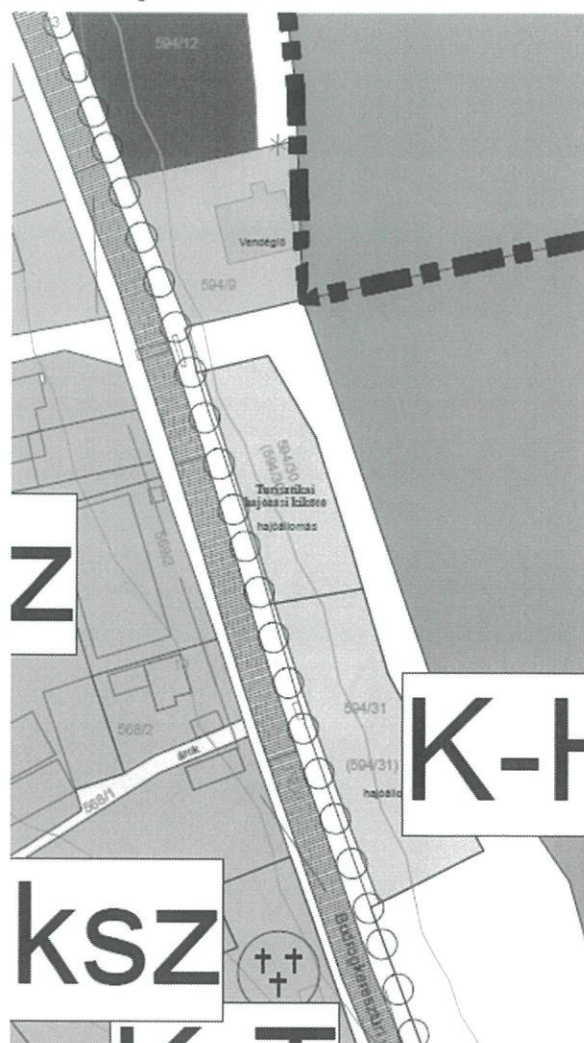 594/12
Vendéglő
594/9
594/30
Turisztikai
hajózási kikötő
hajóállomás
Z
568/2
594/31
(594/31)
K-H
árok
568/1
ksz